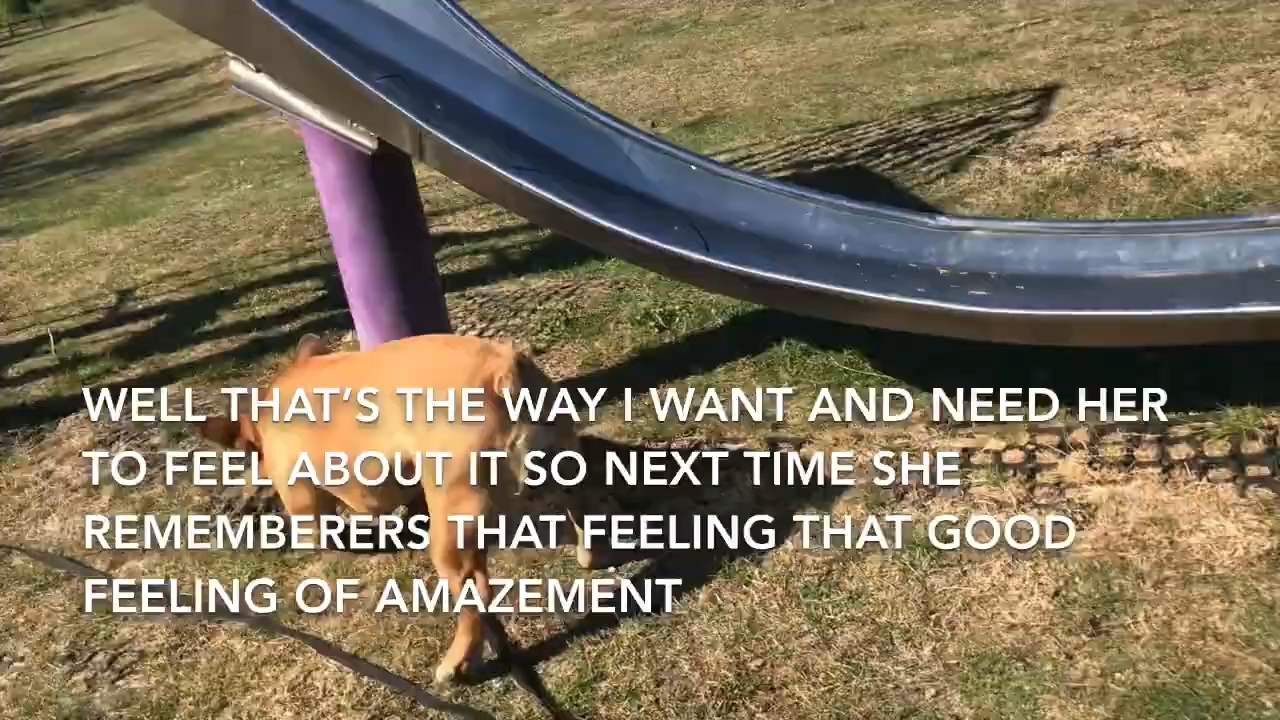 WELL THAT'S THE WAY I WANT AND NEED HER
TO FEEL ABOUT IT SO NEXT TIME SHE
REMEMBERERS THAT FEELING THAT GOOD
FEELING OF AMAZEMENT